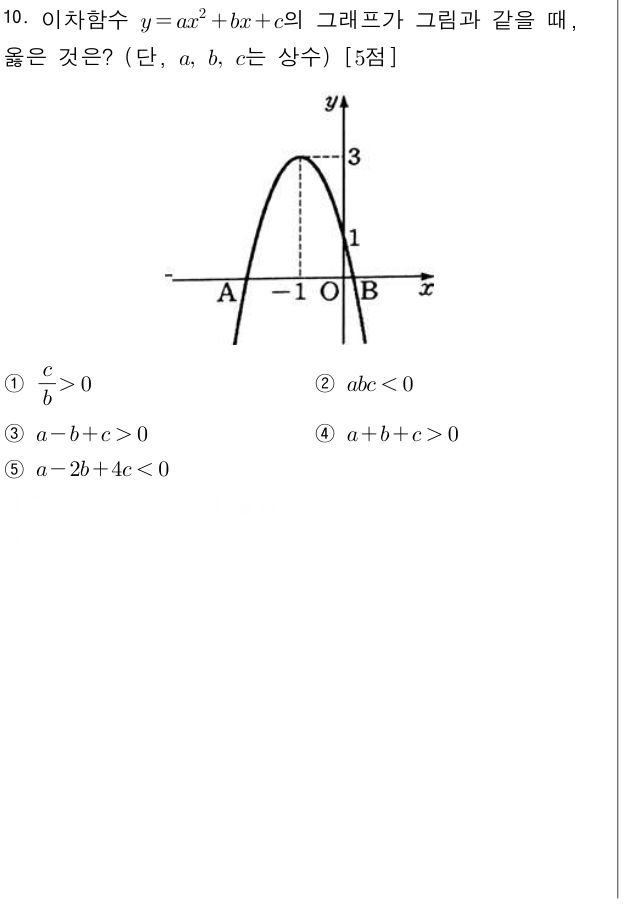 10. 이차함수 y=ax²+bx+c의 그래프가 그림과 같을 때,
옳은 것은? (단, a, b, c는 상수) [5점]
y
3
1
A −1 O B x
① c/b>0 ② abc<0
③ a−b+c>0 ④ a+b+c>0
⑤ a−2b+4c<0